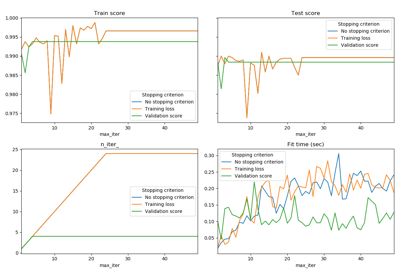 Train score
1.000
0.995
0.990
0.985
0.980
0.975
Stopping criterion
No stopping criterion
Training loss
Validation score
10
20
30
40
max_iter
Test score
Stopping criterion
No stopping criterion
Training loss
Validation score
10
20
30
40
max_iter
n_iter_
25
20
15
10
5
0
Stopping criterion
No stopping criterion
Training loss
Validation score
10
20
30
40
max_iter
Fit time (sec)
0.30
0.25
0.20
0.15
0.10
0.05
Stopping criterion
No stopping criterion
Training loss
Validation score
10
20
30
40
max_iter